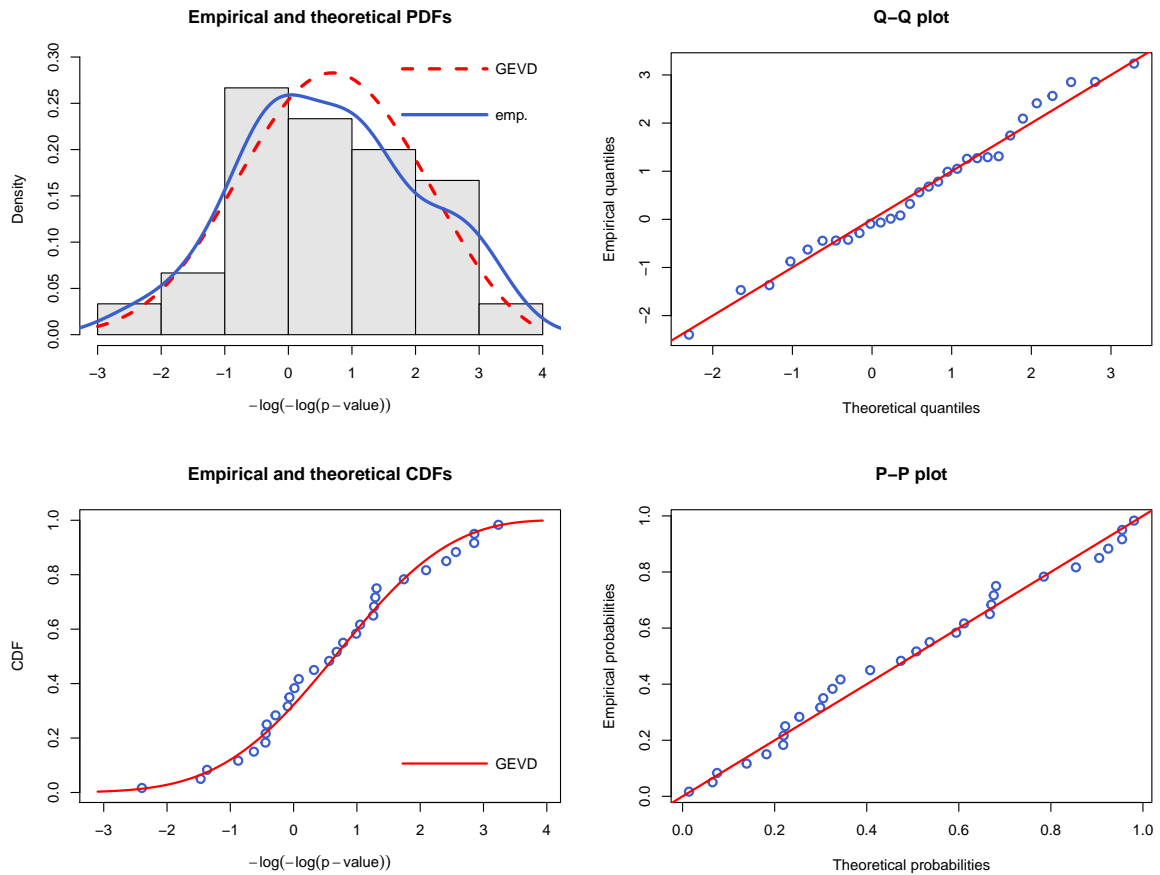 Empirical and theoretical PDFs
0.30
0.25
0.20
0.15
0.10
0.05
0.00
Density
GEVD
emp.
−3 −2 −1 0 1 2 3 4
−log(−log(p−value))
Q−Q plot
3
2
1
0
−1
−2
Empirical quantiles
−2 −1 0 1 2 3
Theoretical quantiles
Empirical and theoretical CDFs
1.0
0.8
0.6
0.4
0.2
0.0
CDF
GEVD
−3 −2 −1 0 1 2 3 4
−log(−log(p−value))
P−P plot
1.0
0.8
0.6
0.4
0.2
0.0
Empirical probabilities
0.0 0.2 0.4 0.6 0.8 1.0
Theoretical probabilities